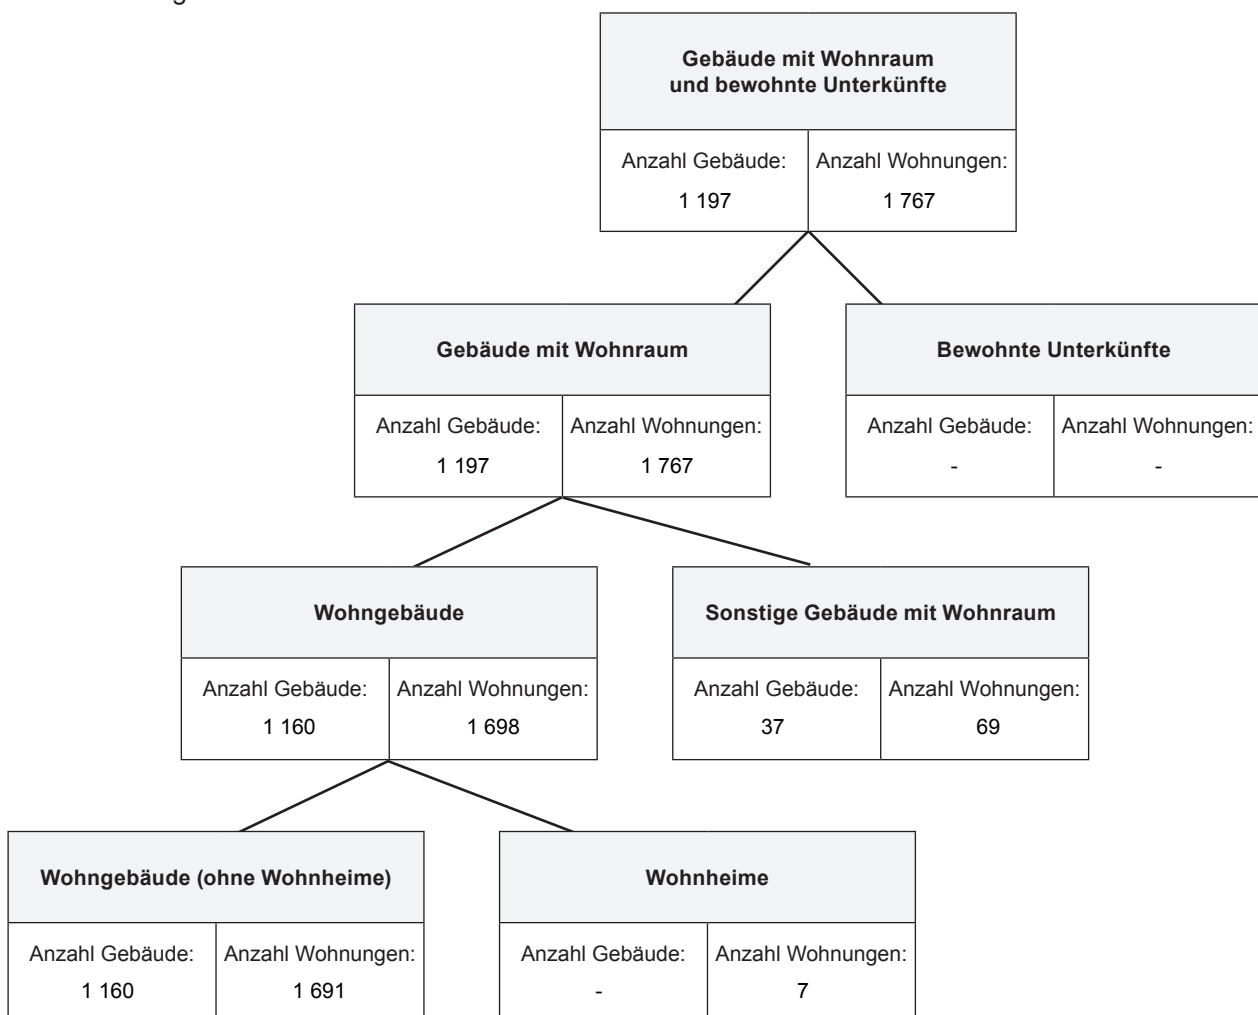 Gebäude mit Wohnraum
und bewohnte Unterkünfte
Anzahl Gebäude: Anzahl Wohnungen:
1 197 1 767
Gebäude mit Wohnraum Bewohnte Unterkünfte
Anzahl Gebäude: Anzahl Wohnungen: Anzahl Gebäude: Anzahl Wohnungen:
1 197 1 767 - -
Wohngebäude Sonstige Gebäude mit Wohnraum
Anzahl Gebäude: Anzahl Wohnungen: Anzahl Gebäude: Anzahl Wohnungen:
1 160 1 698 37 69
Wohngebäude (ohne Wohnheime) Wohnheime
Anzahl Gebäude: Anzahl Wohnungen: Anzahl Gebäude: Anzahl Wohnungen:
1 160 1 691 - 7